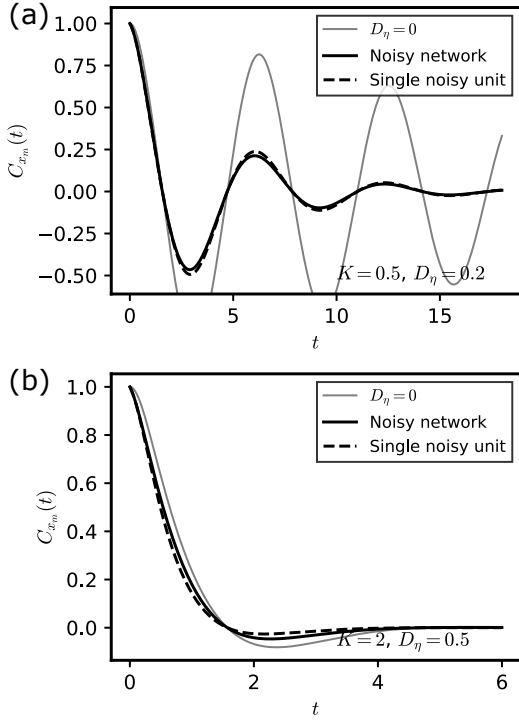 (a)
1.00
0.75
0.50
0.25
0.00
−0.25
−0.50
C_{x_m}(t)
D_η = 0
Noisy network
Single noisy unit
K = 0.5, D_η = 0.2
0 5 10 15
t
(b)
1.0
0.8
0.6
0.4
0.2
0.0
C_{x_m}(t)
D_η = 0
Noisy network
Single noisy unit
K = 2, D_η = 0.5
0 2 4 6
t